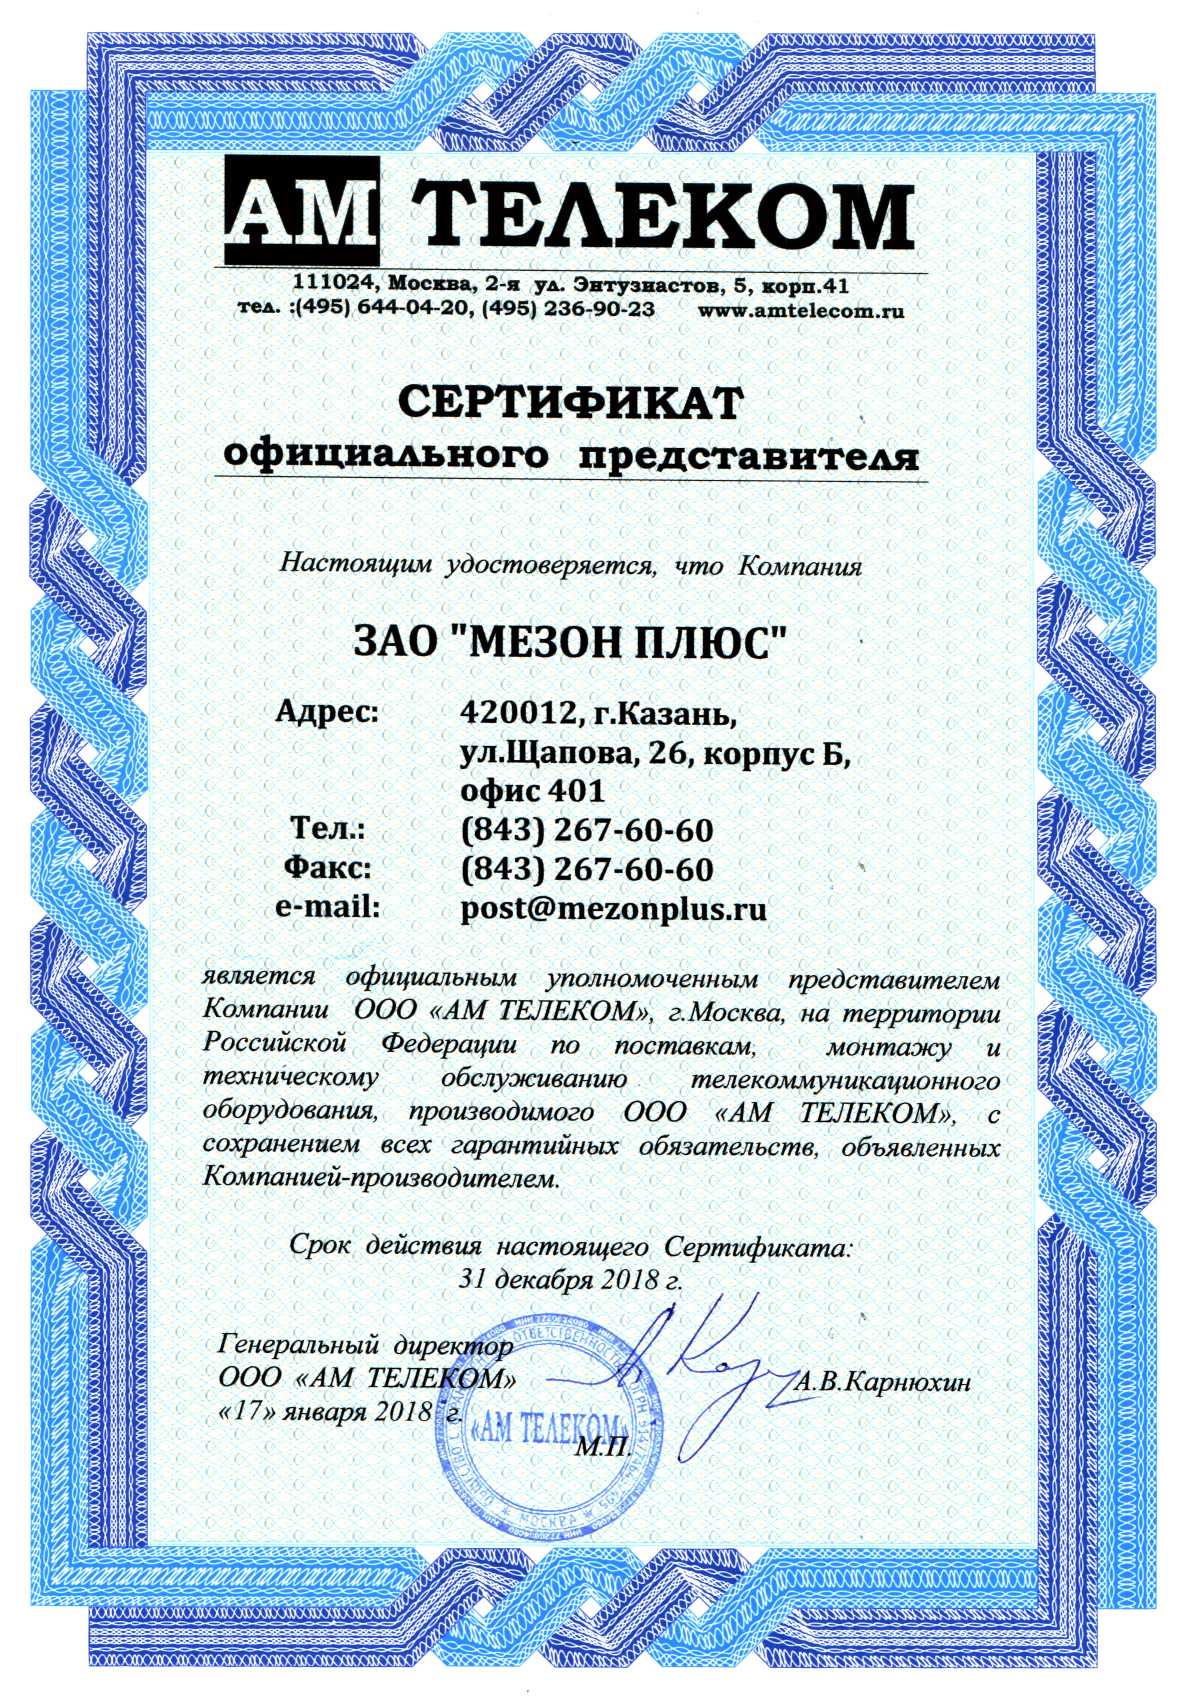 АМ ТЕЛЕКОМ
111024, Москва, 2-я ул. Энтузиастов, 5, корп.41
тел. :(495) 644-04-20, (495) 236-90-23 www.amtelecom.ru
СЕРТИФИКАТ
официального представителя
Настоящим удостоверяется, что Компания
ЗАО "МЕЗОН ПЛЮС"
Адрес: 420012, г.Казань,
ул.Щапова, 26, корпус Б,
офис 401
Тел.: (843) 267-60-60
Факс: (843) 267-60-60
e-mail: post@mezonplus.ru
является официальным уполномоченным представителем
Компании ООО «АМ ТЕЛЕКОМ», г.Москва, на территории
Российской Федерации по поставкам, монтажу и
техническому обслуживанию телекоммуникационного
оборудования, производимого ООО «АМ ТЕЛЕКОМ», с
сохранением всех гарантийных обязательств, объявленных
Компанией-производителем.
Срок действия настоящего Сертификата:
31 декабря 2018 г.
Генеральный директор
ООО «АМ ТЕЛЕКОМ»
А.В.Карнюхин
«17» января 2018 г.
«АМ ТЕЛЕКОМ»
М.П.
МОСКВА